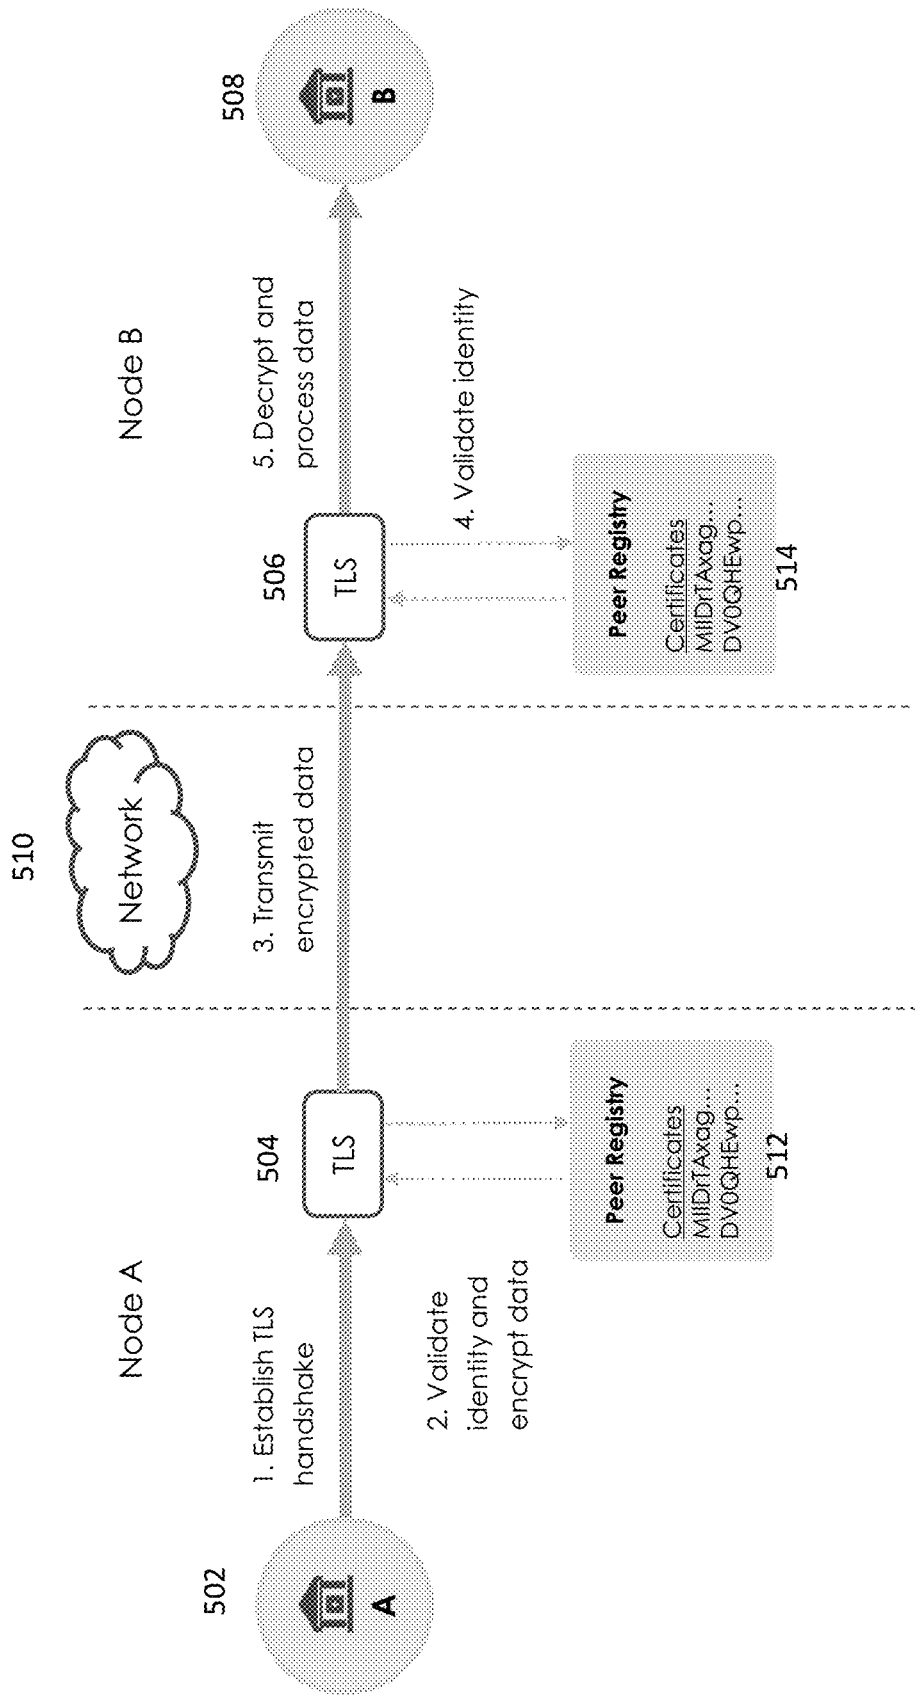 Node A
510
Network
Node B
502
1. Establish TLS
handshake
504
TLS
3. Transmit
encrypted data
506
TLS
5. Decrypt and
process data
508
A
B
2. Validate
identity and
encrypt data
4. Validate identity
Peer Registry
Certificates
MIIDrTAxag...
DV0QHEwp...
512
Peer Registry
Certificates
MIIDrTAxag...
DV0QHEwp...
514